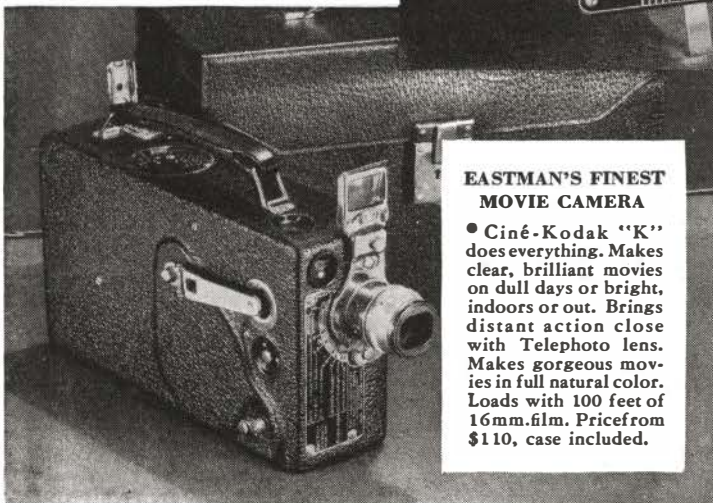 EASTMAN'S FINEST
MOVIE CAMERA
● Ciné-Kodak "K"
does everything. Makes
clear, brilliant movies
on dull days or bright,
indoors or out. Brings
distant action close
with Telephoto lens.
Makes gorgeous mov-
ies in full natural color.
Loads with 100 feet of
16mm.film. Pricefrom
$110, case included.